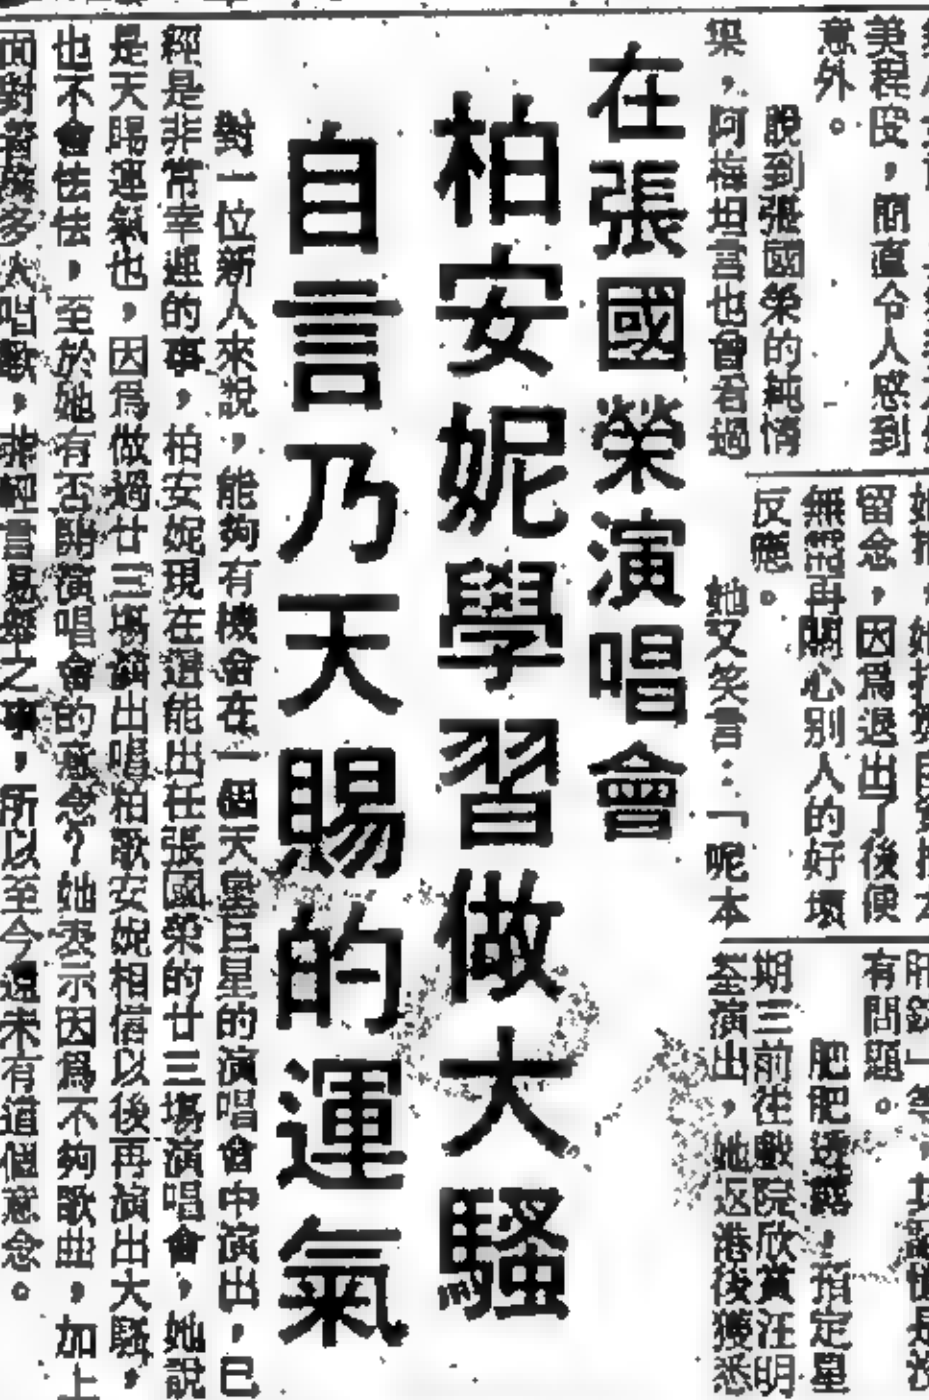 在張國榮演唱會
柏安妮學習做大騷
自言乃天賜的運氣
對一位新人來說，能夠有機會在一個天皇巨星的演唱會中演出，已
經是非常幸運的事，柏安妮現在還能出任張國榮的廿三場演唱會，她說
是天賜運氣也，因為做過廿三場演出唱柏歌安妮相信以後再演出大騷，
也不會怯怯，至於她有否開演唱會的意念？她表示因為不夠歌曲，加上
面對着多人唱歌，非輕易之事，所以至今還未有這個意念。
美程度，簡直令人感到
意外。
說到張國榮的純情
，阿梅坦言也曾看過
留念，因為退出了後便
無需再關心別人的好壞
反應。
她又笑言：「呢本
有問題。
肥肥透露，指定星
期三前往戲院欣賞汪明
荃演出，她返港後獲悉